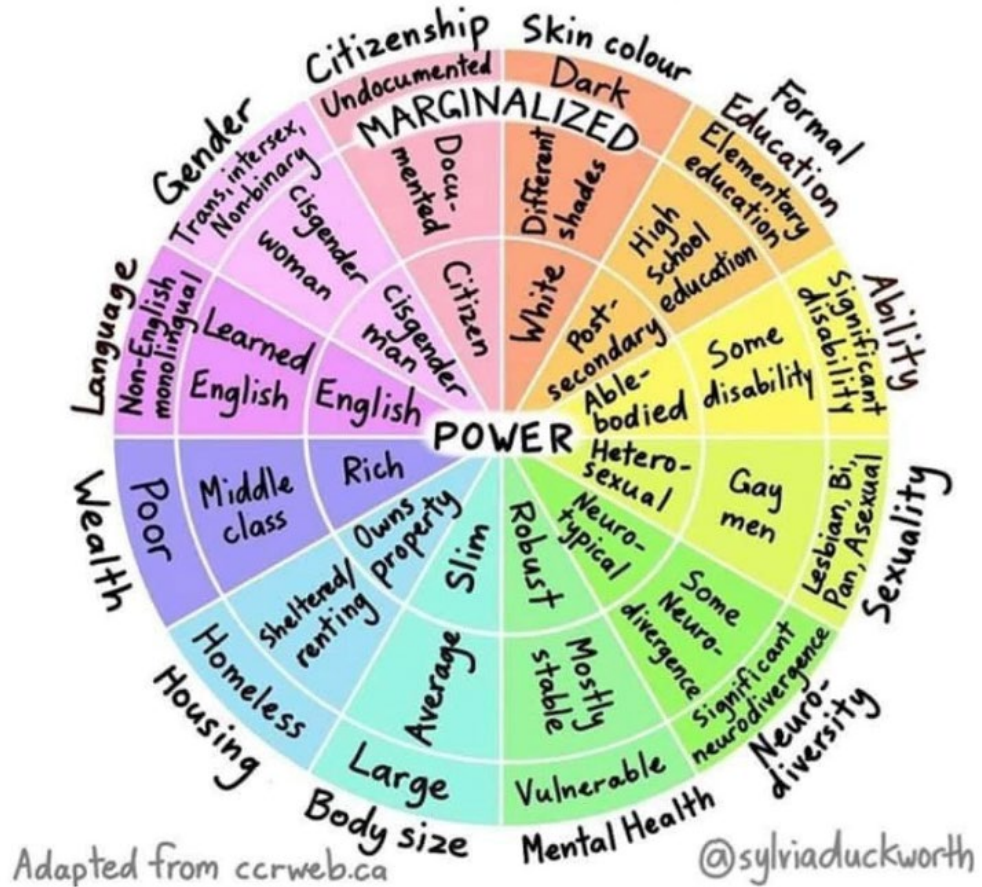 Citizenship
Undocumented
Docu-
mented
Citizen
Skin colour
Dark
Different
shades
White
Formal
Education
Elementary
education
High
School
education
Post-
secondary
Ability
Significant
disability
Some
disability
Able-
bodied
Sexuality
Lesbian, Bi,
Pan, Asexual
Gay
men
Hetero-
sexual
Neuro-
diversity
Significant
neurodivergence
Some
Neuro-
divergence
Neuro-
typical
Mental Health
Vulnerable
Mostly
stable
Robust
Body size
Large
Average
Slim
Housing
Homeless
Sheltered/
renting
Owns
property
Wealth
Poor
Middle
class
Rich
Language
Non-English
monolingual
Learned
English
English
Gender
Trans, intersex,
Non-binary
Cisgender
woman
Cisgender
man
MARGINALIZED
POWER
Adapted from ccrweb.ca
@sylviaduckworth